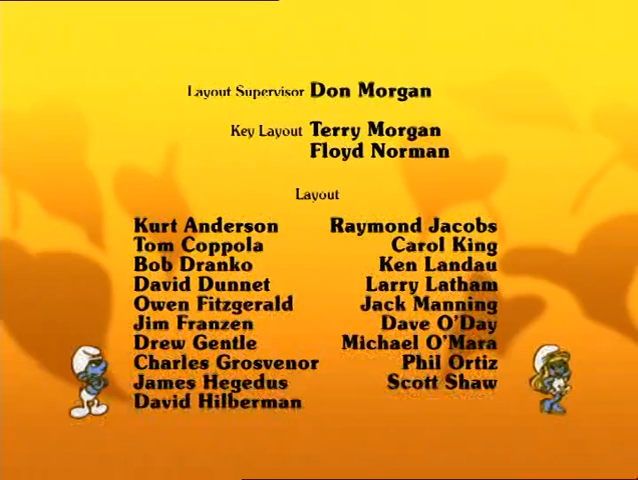 Layout Supervisor Don Morgan
Key Layout Terry Morgan
Floyd Norman
Layout
Kurt Anderson Raymond Jacobs
Tom Coppola Carol King
Bob Dranko Ken Landau
David Dunnet Larry Latham
Owen Fitzgerald Jack Manning
Jim Franzen Dave O'Day
Drew Gentle Michael O'Mara
Charles Grosvenor Phil Ortiz
James Hegedus Scott Shaw
David Hilberman